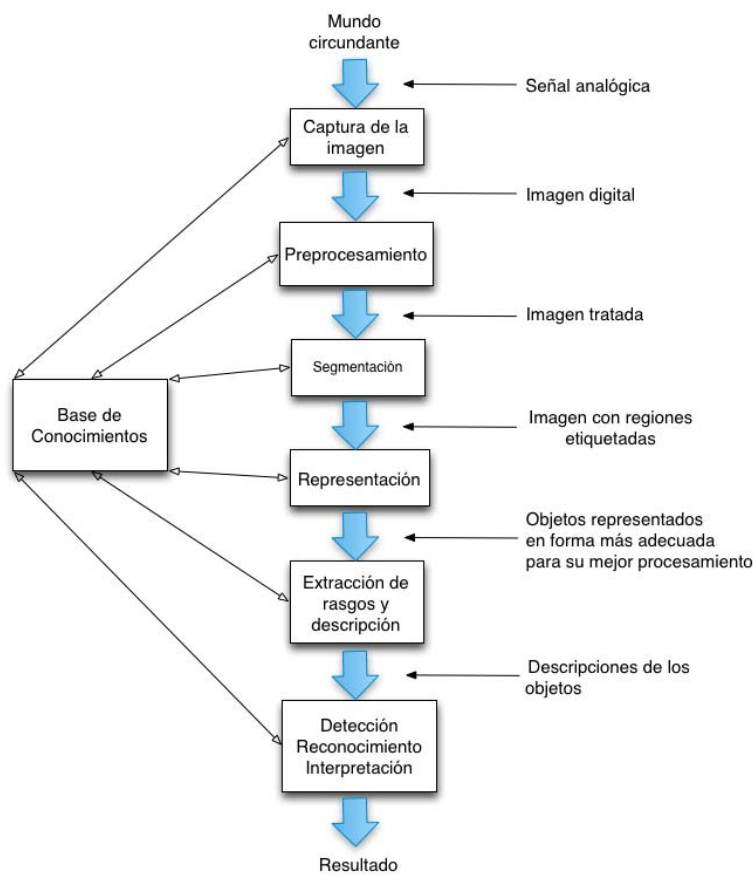 Mundo
circundante
Señal analógica
Captura de la
imagen
Imagen digital
Preprocesamiento
Imagen tratada
Segmentación
Base de
Conocimientos
Imagen con regiones
etiquetadas
Representación
Objetos representados
en forma más adecuada
para su mejor procesamiento
Extracción de
rasgos y
descripción
Descripciones de los
objetos
Detección
Reconocimiento
Interpretación
Resultado